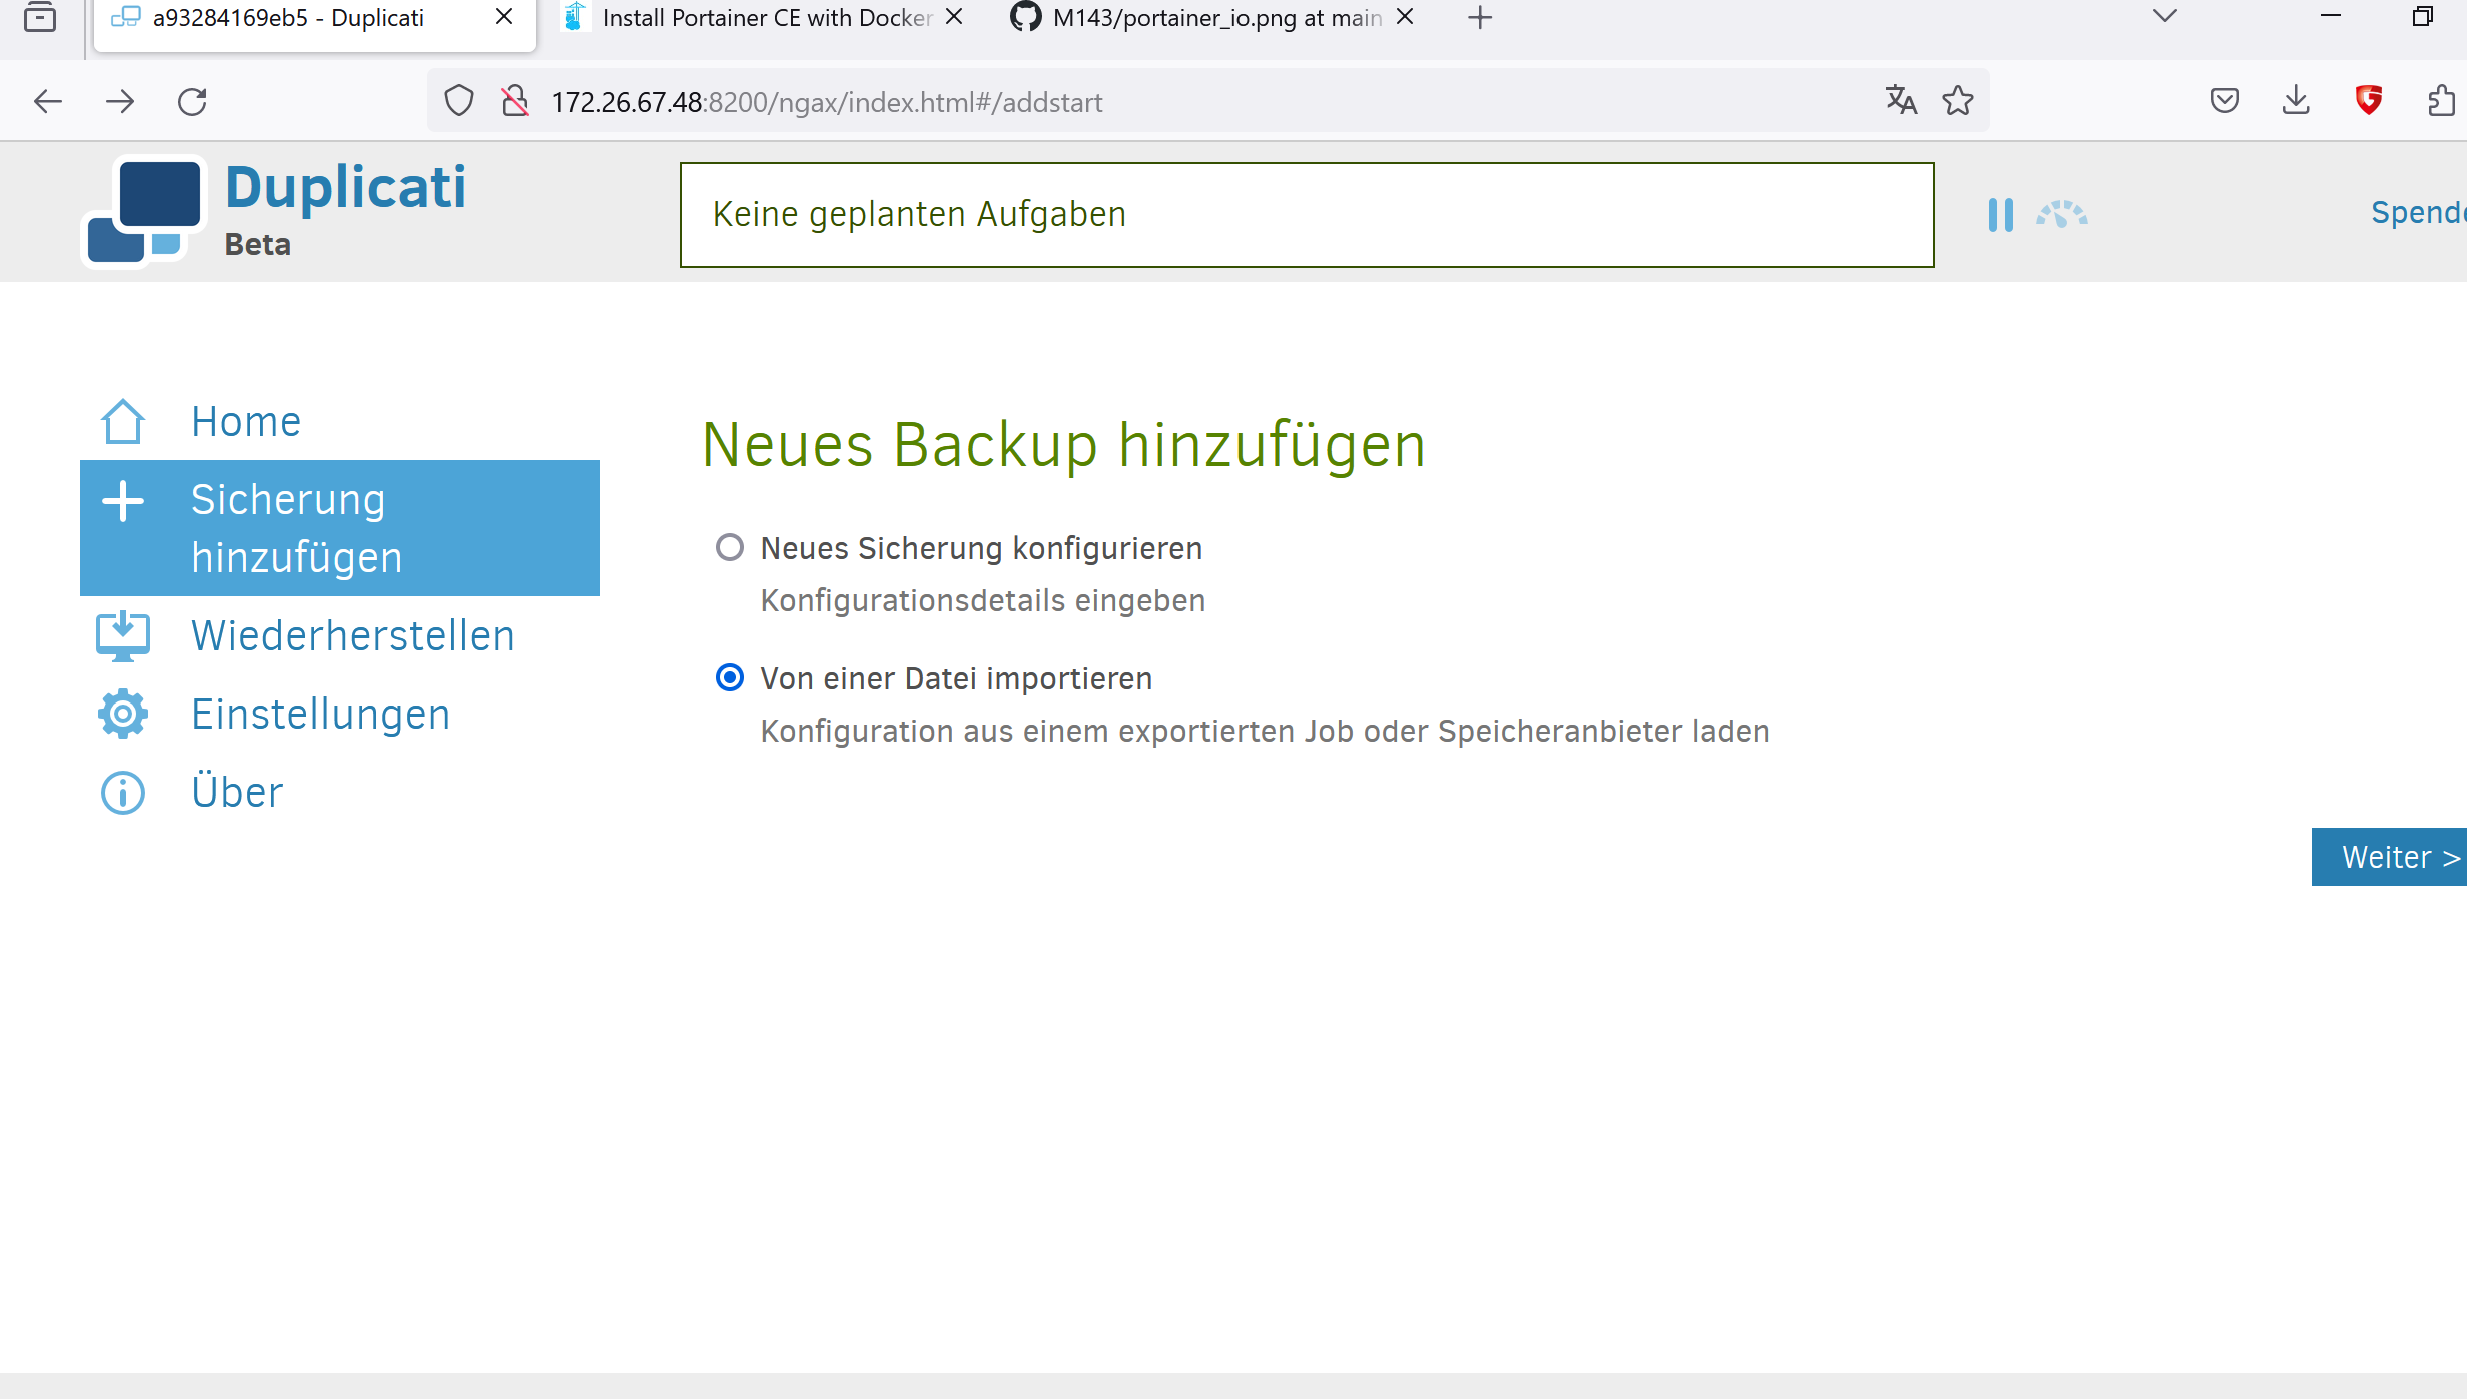 a93284169eb5 - Duplicati
Install Portainer CE with Docker
M143/portainer_io.png at main
172.26.67.48:8200/ngax/index.html#/addstart
Duplicati
Beta
Keine geplanten Aufgaben
Spende
Home
Sicherung
hinzufügen
Wiederherstellen
Einstellungen
Über
Neues Backup hinzufügen
Neues Sicherung konfigurieren
Konfigurationsdetails eingeben
Von einer Datei importieren
Konfiguration aus einem exportierten Job oder Speicheranbieter laden
Weiter >